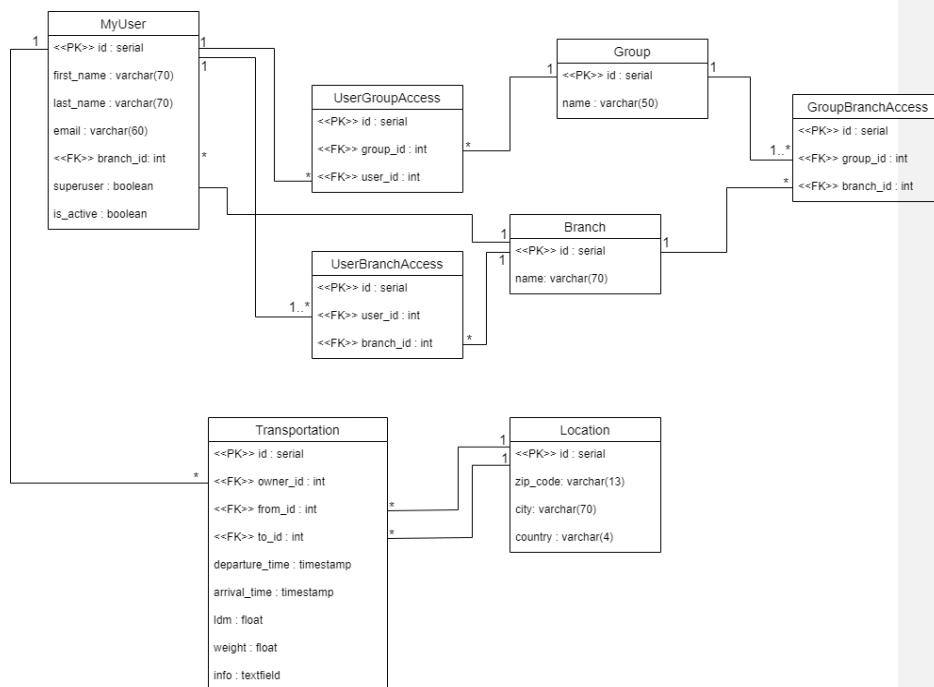 MyUser
1
<<PK>> id : serial
1
first_name : varchar(70)
1
last_name : varchar(70)
email : varchar(60)
<<FK>> branch_id: int
*
superuser : boolean
is_active : boolean
UserGroupAccess
<<PK>> id : serial
<<FK>> group_id : int
*
<<FK>> user_id : int
*
Group
1
<<PK>> id : serial
1
name : varchar(50)
GroupBranchAccess
<<PK>> id : serial
1..*
<<FK>> group_id : int
*
<<FK>> branch_id : int
Branch
1
<<PK>> id : serial
1
1
name: varchar(70)
UserBranchAccess
<<PK>> id : serial
1..*
<<FK>> user_id : int
<<FK>> branch_id : int
*
Transportation
<<PK>> id : serial
*
<<FK>> owner_id : int
<<FK>> from_id : int
*
<<FK>> to_id : int
*
departure_time : timestamp
arrival_time : timestamp
ldm : float
weight : float
info : textfield
Location
1
<<PK>> id : serial
1
zip_code: varchar(13)
city: varchar(70)
country : varchar(4)